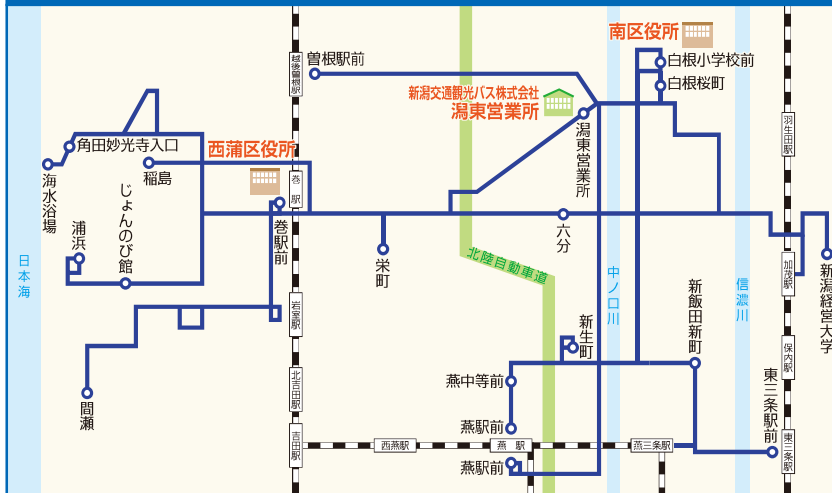 南区役所
白根小学校前
白根桜町
曽根駅前
越後曽根駅
新潟交通観光バス株式会社
潟東営業所
潟東営業所
羽生田駅
角田妙光寺入口
西蒲区役所
稲島
海水浴場
浦浜
じょんのび館
巻駅
巻駅前
栄町
六分
日本海
北陸自動車道
中ノ口川
信濃川
加茂駅
新潟経営大学
岩室駅
新飯田新町
新生町
保内駅
間瀬
北吉田駅
燕中等前
東三条駅前
吉田駅
燕駅前
西燕駅
燕駅
燕三条駅
東三条駅
燕駅前